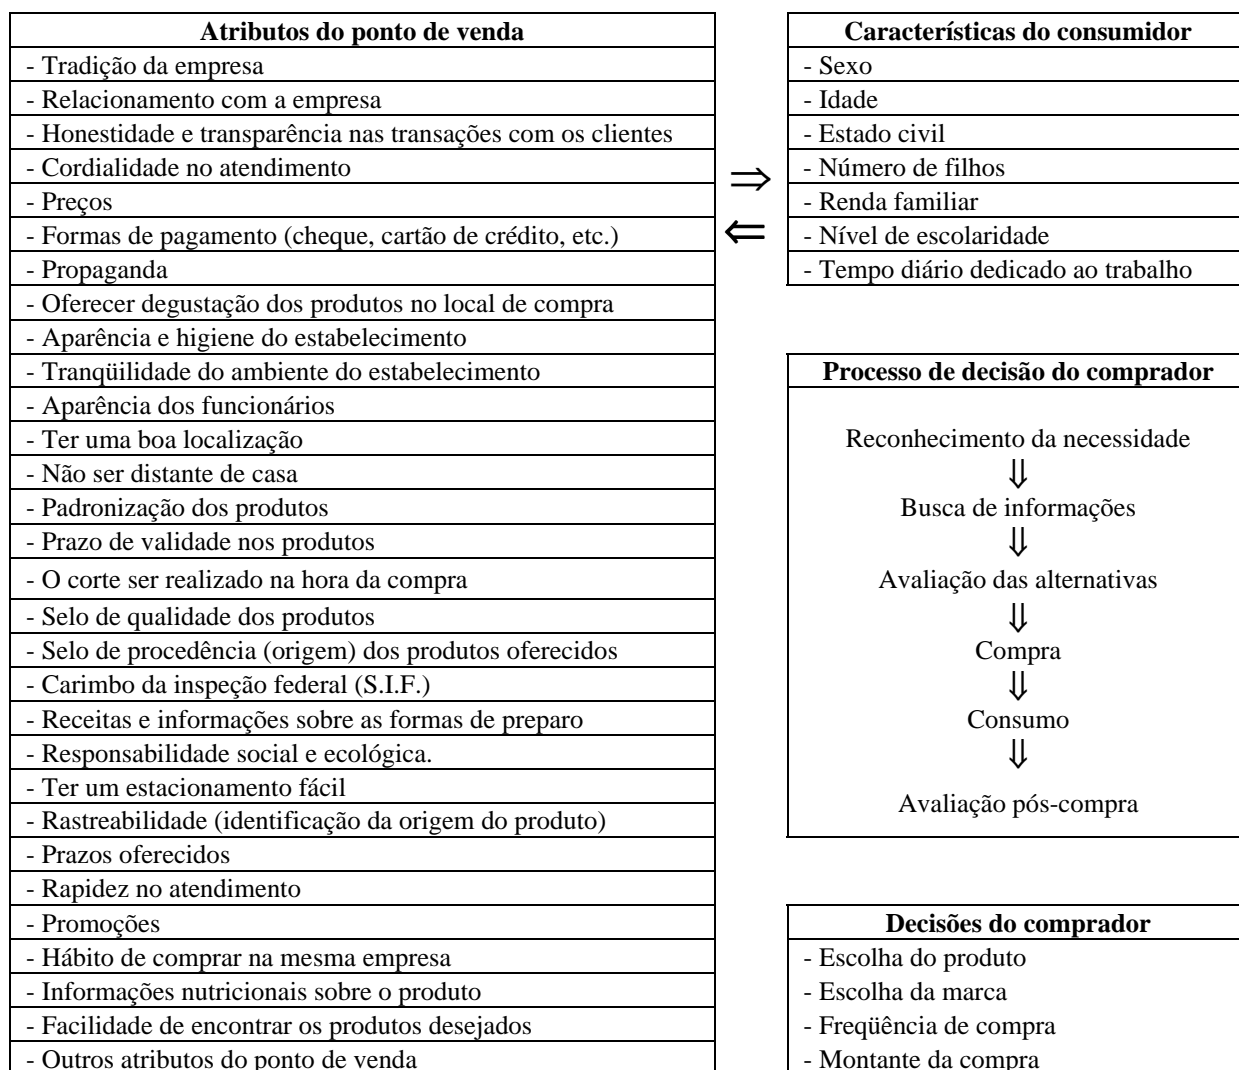 Atributos do ponto de venda
- Tradição da empresa
- Relacionamento com a empresa
- Honestidade e transparência nas transações com os clientes
- Cordialidade no atendimento
- Preços
- Formas de pagamento (cheque, cartão de crédito, etc.)
- Propaganda
- Oferecer degustação dos produtos no local de compra
- Aparência e higiene do estabelecimento
- Tranqüilidade do ambiente do estabelecimento
- Aparência dos funcionários
- Ter uma boa localização
- Não ser distante de casa
- Padronização dos produtos
- Prazo de validade nos produtos
- O corte ser realizado na hora da compra
- Selo de qualidade dos produtos
- Selo de procedência (origem) dos produtos oferecidos
- Carimbo da inspeção federal (S.I.F.)
- Receitas e informações sobre as formas de preparo
- Responsabilidade social e ecológica.
- Ter um estacionamento fácil
- Rastreabilidade (identificação da origem do produto)
- Prazos oferecidos
- Rapidez no atendimento
- Promoções
- Hábito de comprar na mesma empresa
- Informações nutricionais sobre o produto
- Facilidade de encontrar os produtos desejados
- Outros atributos do ponto de venda
⇒
⇐
Características do consumidor
- Sexo
- Idade
- Estado civil
- Número de filhos
- Renda familiar
- Nível de escolaridade
- Tempo diário dedicado ao trabalho
Processo de decisão do comprador
Reconhecimento da necessidade
⇓
Busca de informações
⇓
Avaliação das alternativas
⇓
Compra
⇓
Consumo
⇓
Avaliação pós-compra
Decisões do comprador
- Escolha do produto
- Escolha da marca
- Freqüência de compra
- Montante da compra